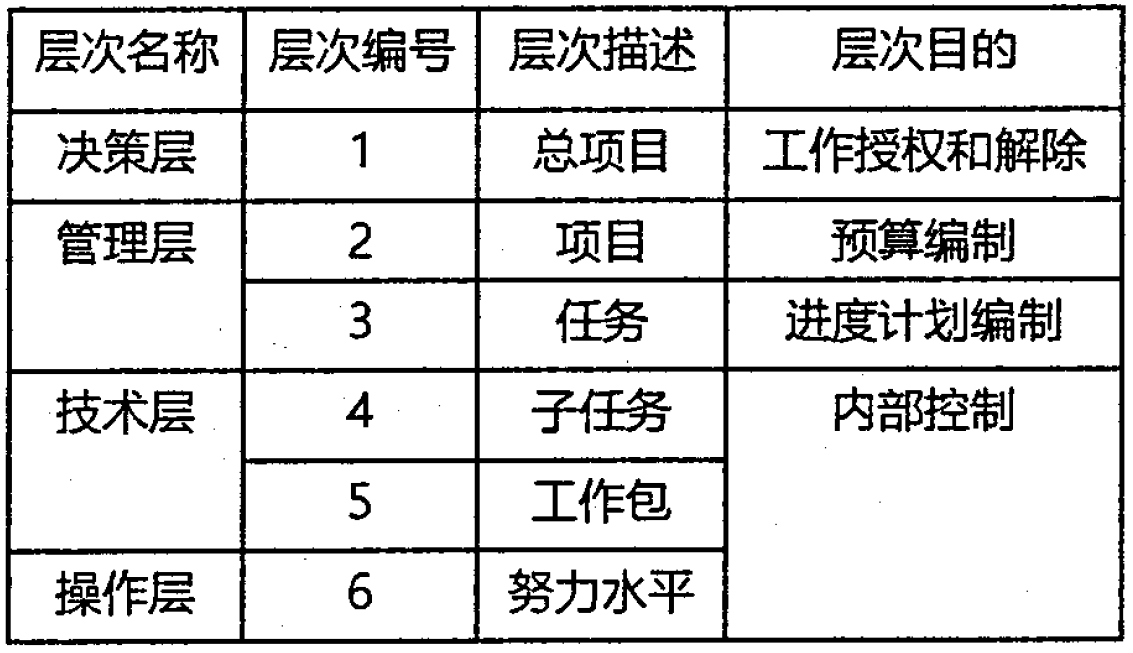 层次名称 层次编号 层次描述 层次目的
决策层 1 总项目 工作授权和解除
管理层 2 项目 预算编制
3 任务 进度计划编制
技术层 4 子任务 内部控制
5 工作包
操作层 6 努力水平